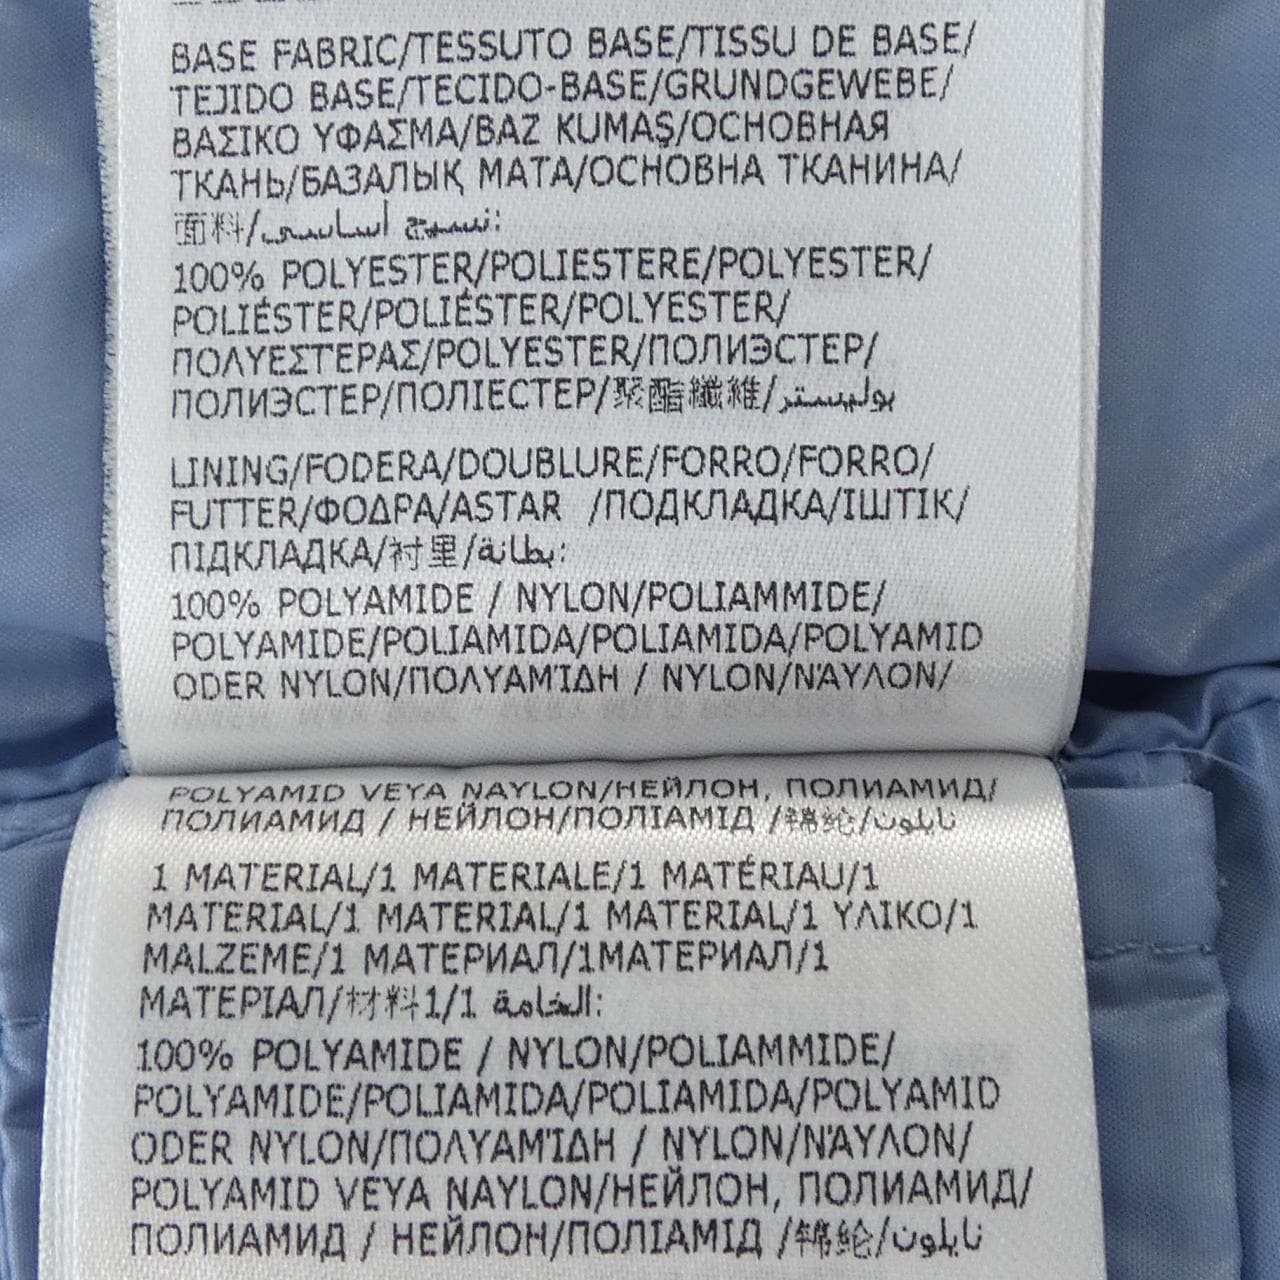 BASE FABRIC/TESSUTO BASE/TISSU DE BASE/
TEJIDO BASE/TECIDO-BASE/GRUNDGEWEBE/
ΒΑΣΙΚΟ ΥΦΑΣΜΑ/BAZ KUMAŞ/ОСНОВНАЯ
ТКАНЬ/БАЗАЛЫҚ МАТА/ОСНОВНА ТКАНИНА/
面料/نسيج أساسي:
100% POLYESTER/POLIESTERE/POLYESTER/
POLIÉSTER/POLIÉSTER/POLYESTER/
ΠΟΛΥΕΣΤΕΡΑΣ/POLYESTER/ПОЛИЭСТЕР/
ПОЛИЭСТЕР/ПОЛІЕСТЕР/聚酯纖維/بوليستر
LINING/FODERA/DOUBLURE/FORRO/FORRO/
FUTTER/ΦΟΔΡΑ/ASTAR /ПОДКЛАДКА/ІШТІК/
ПІДКЛАДКА/衬里/بطانة:
100% POLYAMIDE / NYLON/POLIAMMIDE/
POLYAMIDE/POLIAMIDA/POLIAMIDA/POLYAMID
ODER NYLON/ΠΟΛΥΑΜΊΔΗ / NYLON/ΝΆΥΛΟΝ/
POLYAMID VEYA NAYLON/НЕЙЛОН, ПОЛИАМИД/
ПОЛИАМИД / НЕЙЛОН/ПОЛІАМІД /锦纶/نايلون
1 MATERIAL/1 MATERIALE/1 MATÉRIAU/1
MATERIAL/1 MATERIAL/1 MATERIAL/1 ΥΛΙΚΟ/1
MALZEME/1 МАТЕРИАЛ/1МАТЕРИАЛ/1
МАТЕРІАЛ/材料1/1 الخامة:
100% POLYAMIDE / NYLON/POLIAMMIDE/
POLYAMIDE/POLIAMIDA/POLIAMIDA/POLYAMID
ODER NYLON/ΠΟΛΥΑΜΊΔΗ / NYLON/ΝΆΥΛΟΝ/
POLYAMID VEYA NAYLON/НЕЙЛОН, ПОЛИАМИД/
ПОЛИАМИД / НЕЙЛОН/ПОЛІАМІД /锦纶/نايلون